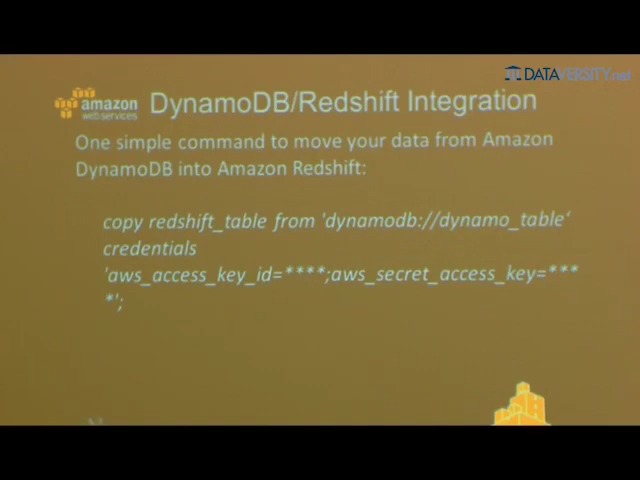 DATAVERSITY.net
amazon
web services
DynamoDB/Redshift Integration
One simple command to move your data from Amazon
DynamoDB into Amazon Redshift:
copy redshift_table from 'dynamodb://dynamo_table‘
credentials
'aws_access_key_id=****;aws_secret_access_key=***
*';